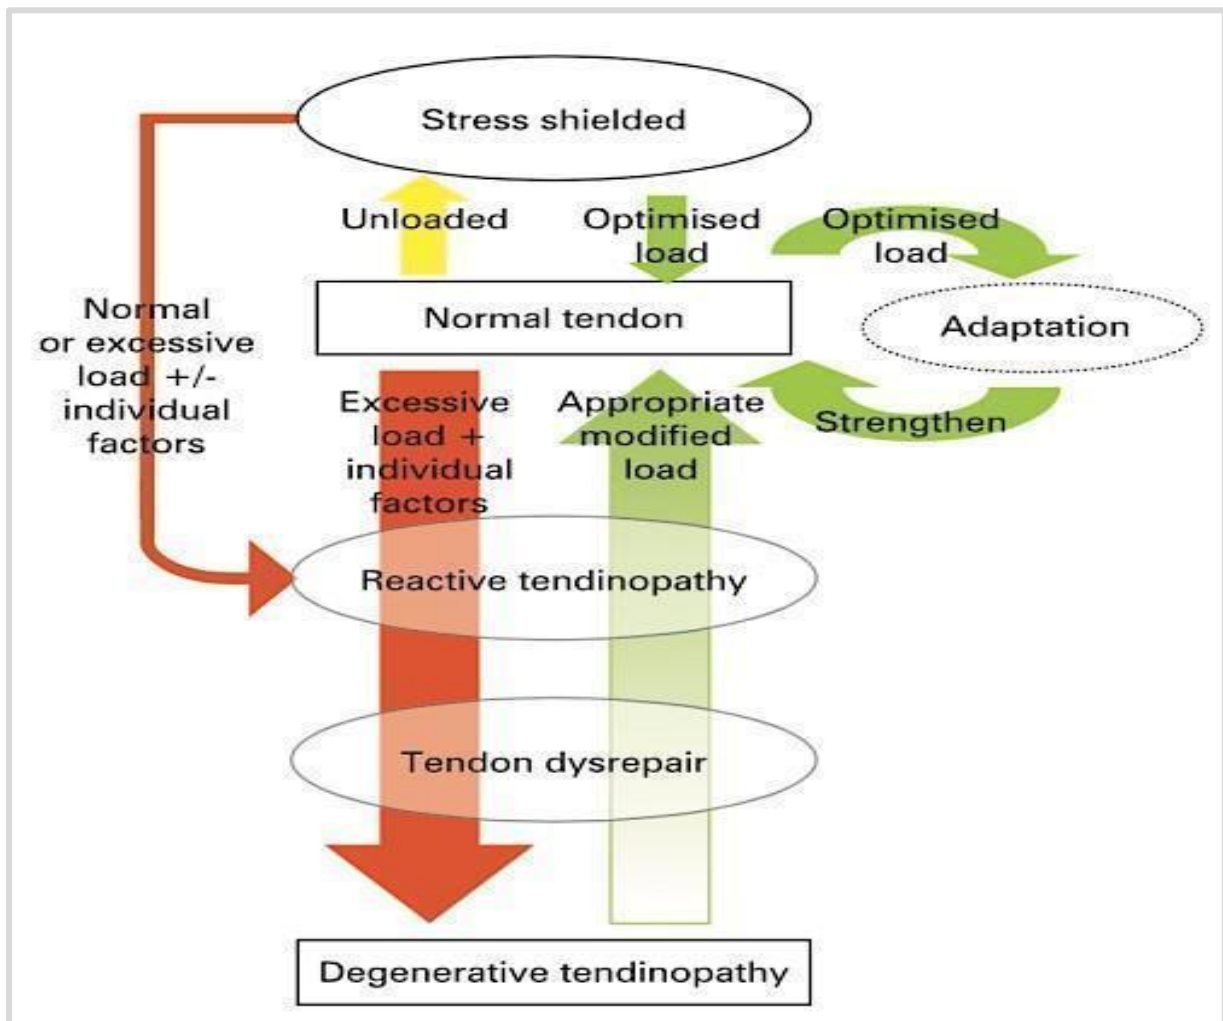 Stress shielded
Unloaded
Optimised
load
Optimised
load
Normal
or excessive
load +/-
individual
factors
Normal tendon
Adaptation
Excessive
load +
individual
factors
Appropriate
modified
load
Strengthen
Reactive tendinopathy
Tendon dysrepair
Degenerative tendinopathy